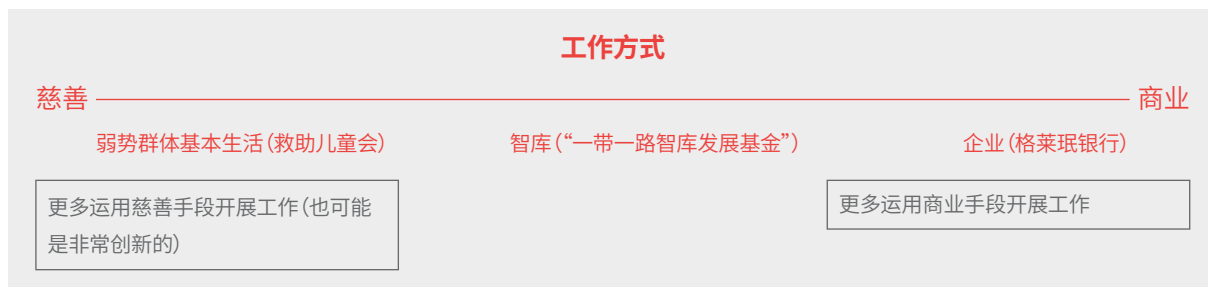 工作方式
慈善 商业
弱势群体基本生活(救助儿童会) 智库(“一带一路智库发展基金”) 企业(格莱珉银行)
更多运用慈善手段开展工作(也可能
是非常创新的)
更多运用商业手段开展工作